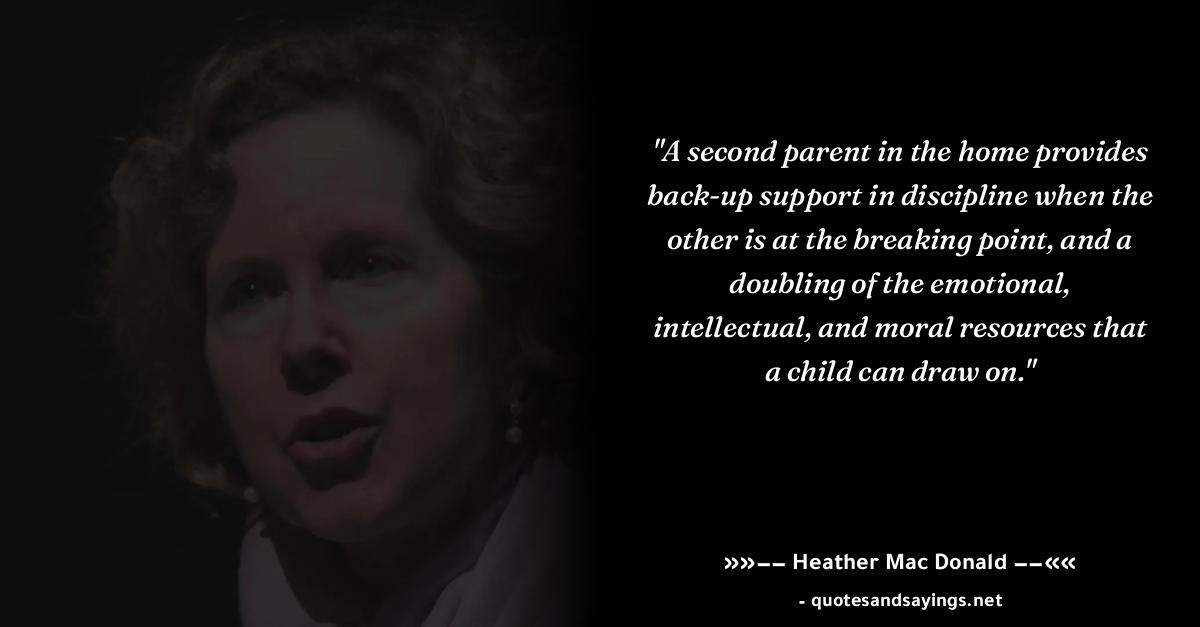 "A second parent in the home provides
back-up support in discipline when the
other is at the breaking point, and a
doubling of the emotional,
intellectual, and moral resources that
a child can draw on."
»»−− Heather Mac Donald −−««
- quotesandsayings.net